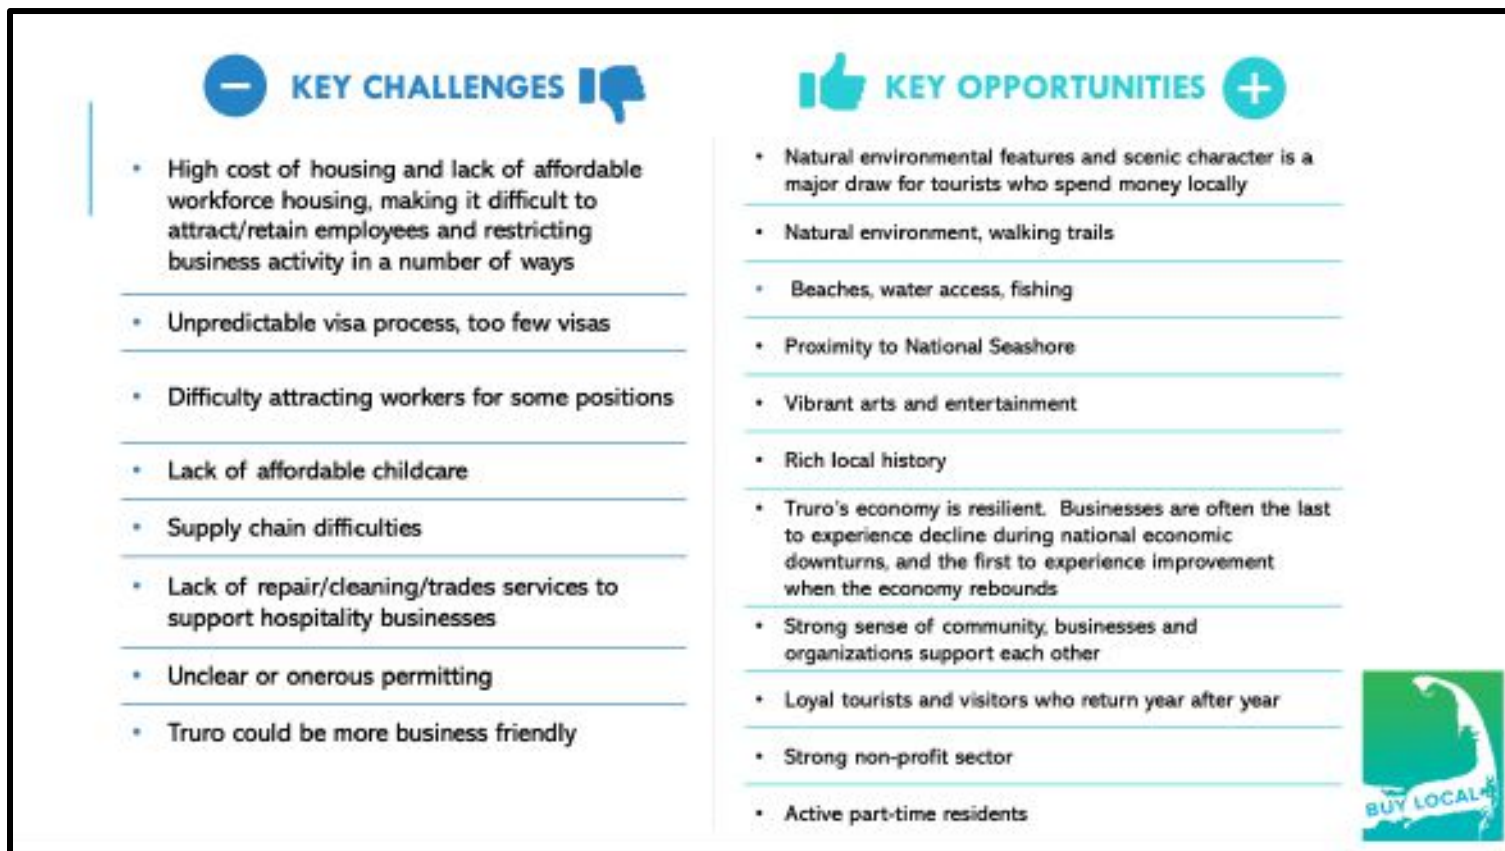 KEY CHALLENGES
• High cost of housing and lack of affordable
workforce housing, making it difficult to
attract/retain employees and restricting
business activity in a number of ways
• Unpredictable visa process, too few visas
• Difficulty attracting workers for some positions
• Lack of affordable childcare
• Supply chain difficulties
• Lack of repair/cleaning/trades services to
support hospitality businesses
• Unclear or onerous permitting
• Truro could be more business friendly
KEY OPPORTUNITIES
• Natural environmental features and scenic character is a
major draw for tourists who spend money locally
• Natural environment, walking trails
• Beaches, water access, fishing
• Proximity to National Seashore
• Vibrant arts and entertainment
• Rich local history
• Truro's economy is resilient. Businesses are often the last
to experience decline during national economic
downturns, and the first to experience improvement
when the economy rebounds
• Strong sense of community, businesses and
organizations support each other
• Loyal tourists and visitors who return year after year
• Strong non-profit sector
• Active part-time residents
BUY LOCAL